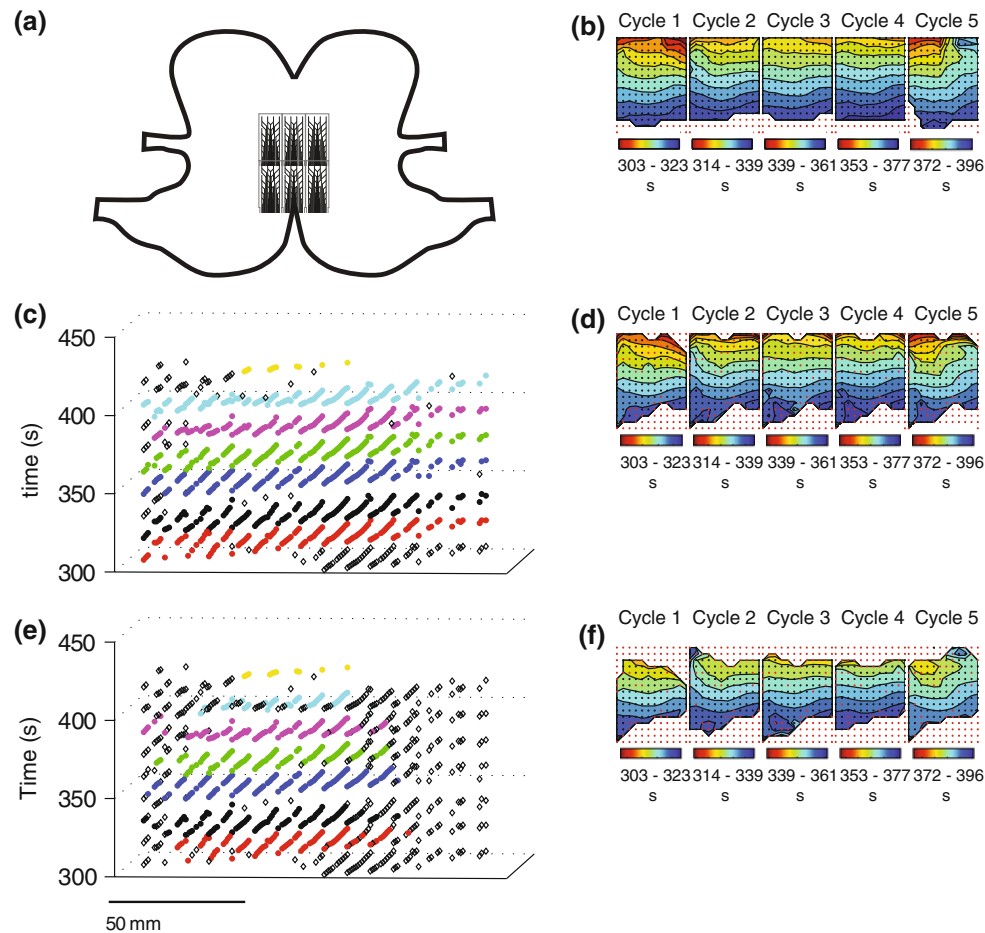 (a)
(b)
Cycle 1 Cycle 2 Cycle 3 Cycle 4 Cycle 5
303 - 323 314 - 339 339 - 361 353 - 377 372 - 396
s s s s s
(c)
450
400
350
300
time (s)
(d)
Cycle 1 Cycle 2 Cycle 3 Cycle 4 Cycle 5
303 - 323 314 - 339 339 - 361 353 - 377 372 - 396
s s s s s
(e)
450
400
350
300
Time (s)
50 mm
(f)
Cycle 1 Cycle 2 Cycle 3 Cycle 4 Cycle 5
303 - 323 314 - 339 339 - 361 353 - 377 372 - 396
s s s s s